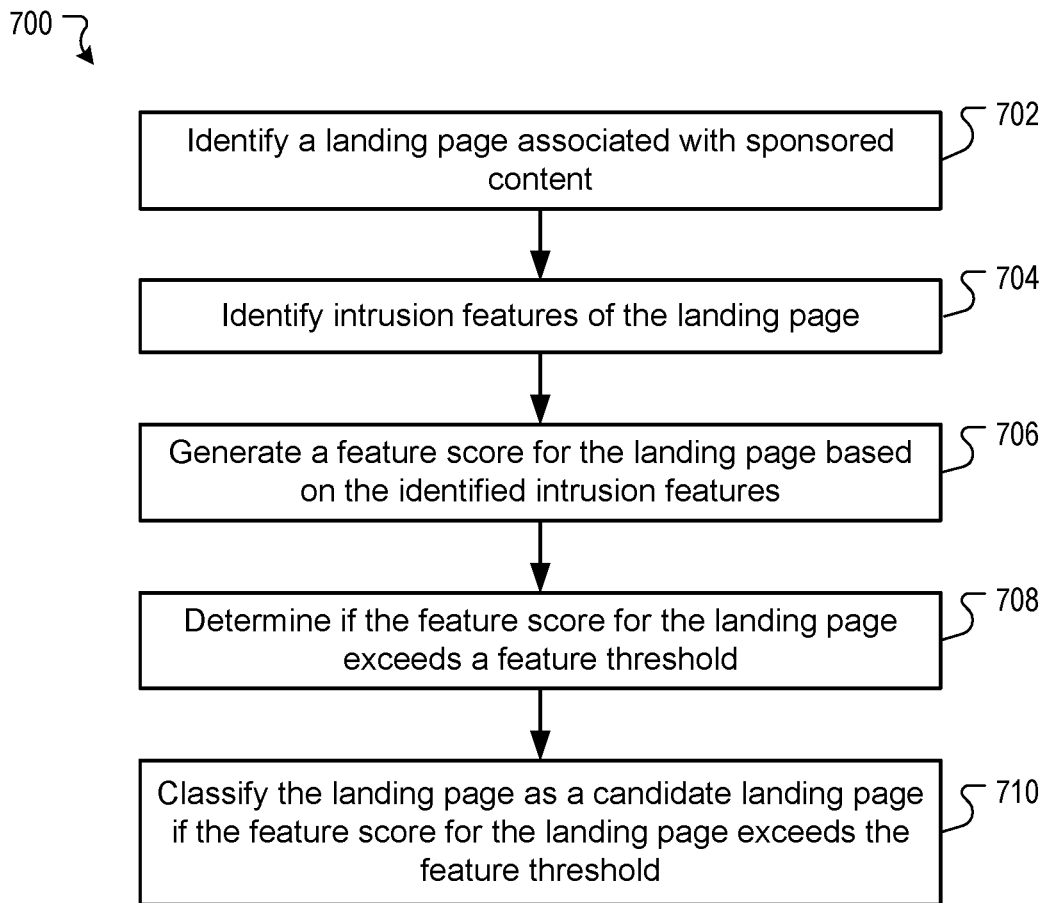 700
702
Identify a landing page associated with sponsored
content
704
Identify intrusion features of the landing page
706
Generate a feature score for the landing page based
on the identified intrusion features
708
Determine if the feature score for the landing page
exceeds a feature threshold
710
Classify the landing page as a candidate landing page
if the feature score for the landing page exceeds the
feature threshold